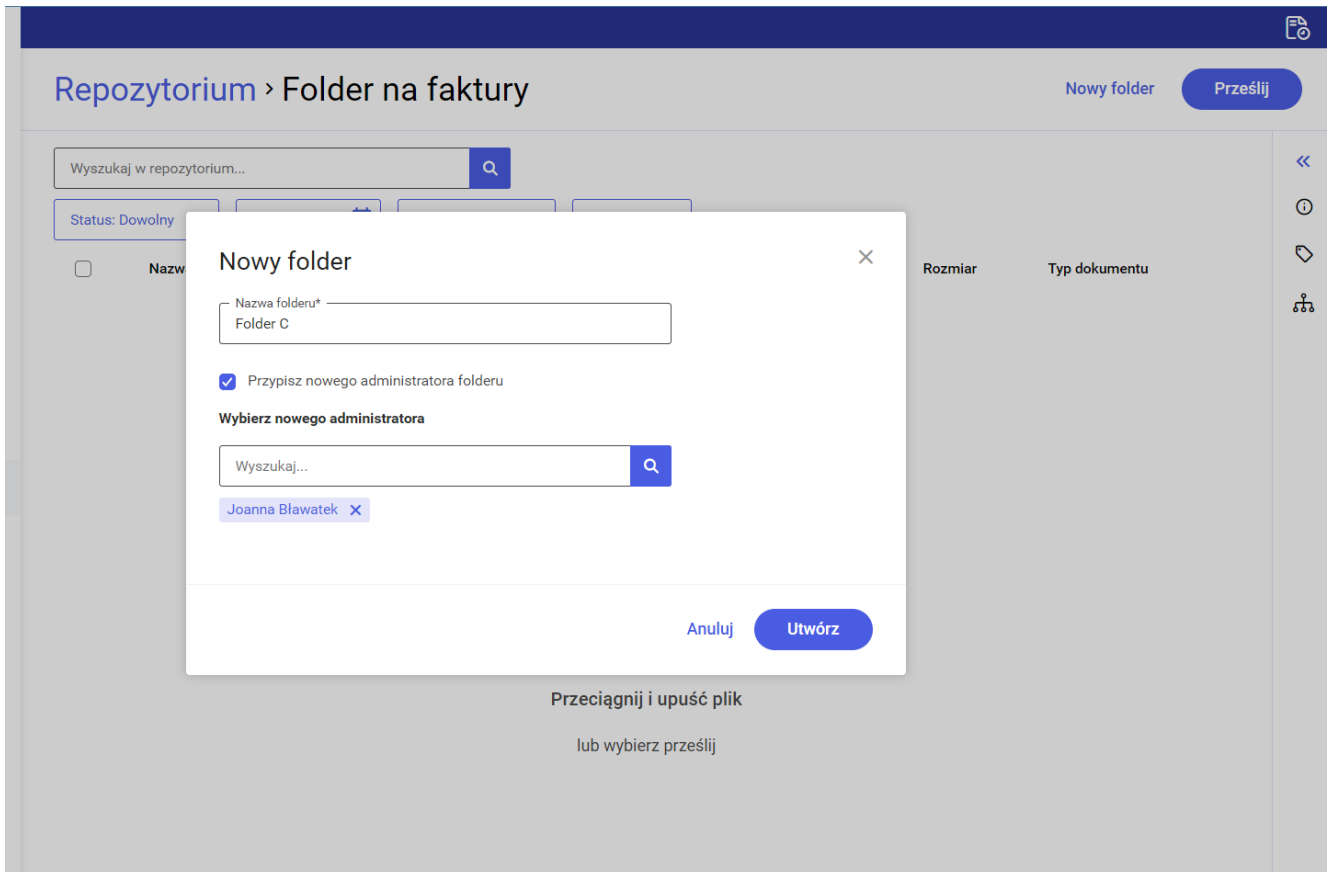 Repozytorium › Folder na faktury
Nowy folder
Prześlij
Wyszukaj w repozytorium...
Status: Dowolny
Rozmiar
Typ dokumentu
Nowy folder
Nazwa folderu*
Folder C
Przypisz nowego administratora folderu
Wybierz nowego administratora
Wyszukaj...
Joanna Bławatek
Anuluj
Utwórz
Przeciągnij i upuść plik
lub wybierz prześlij